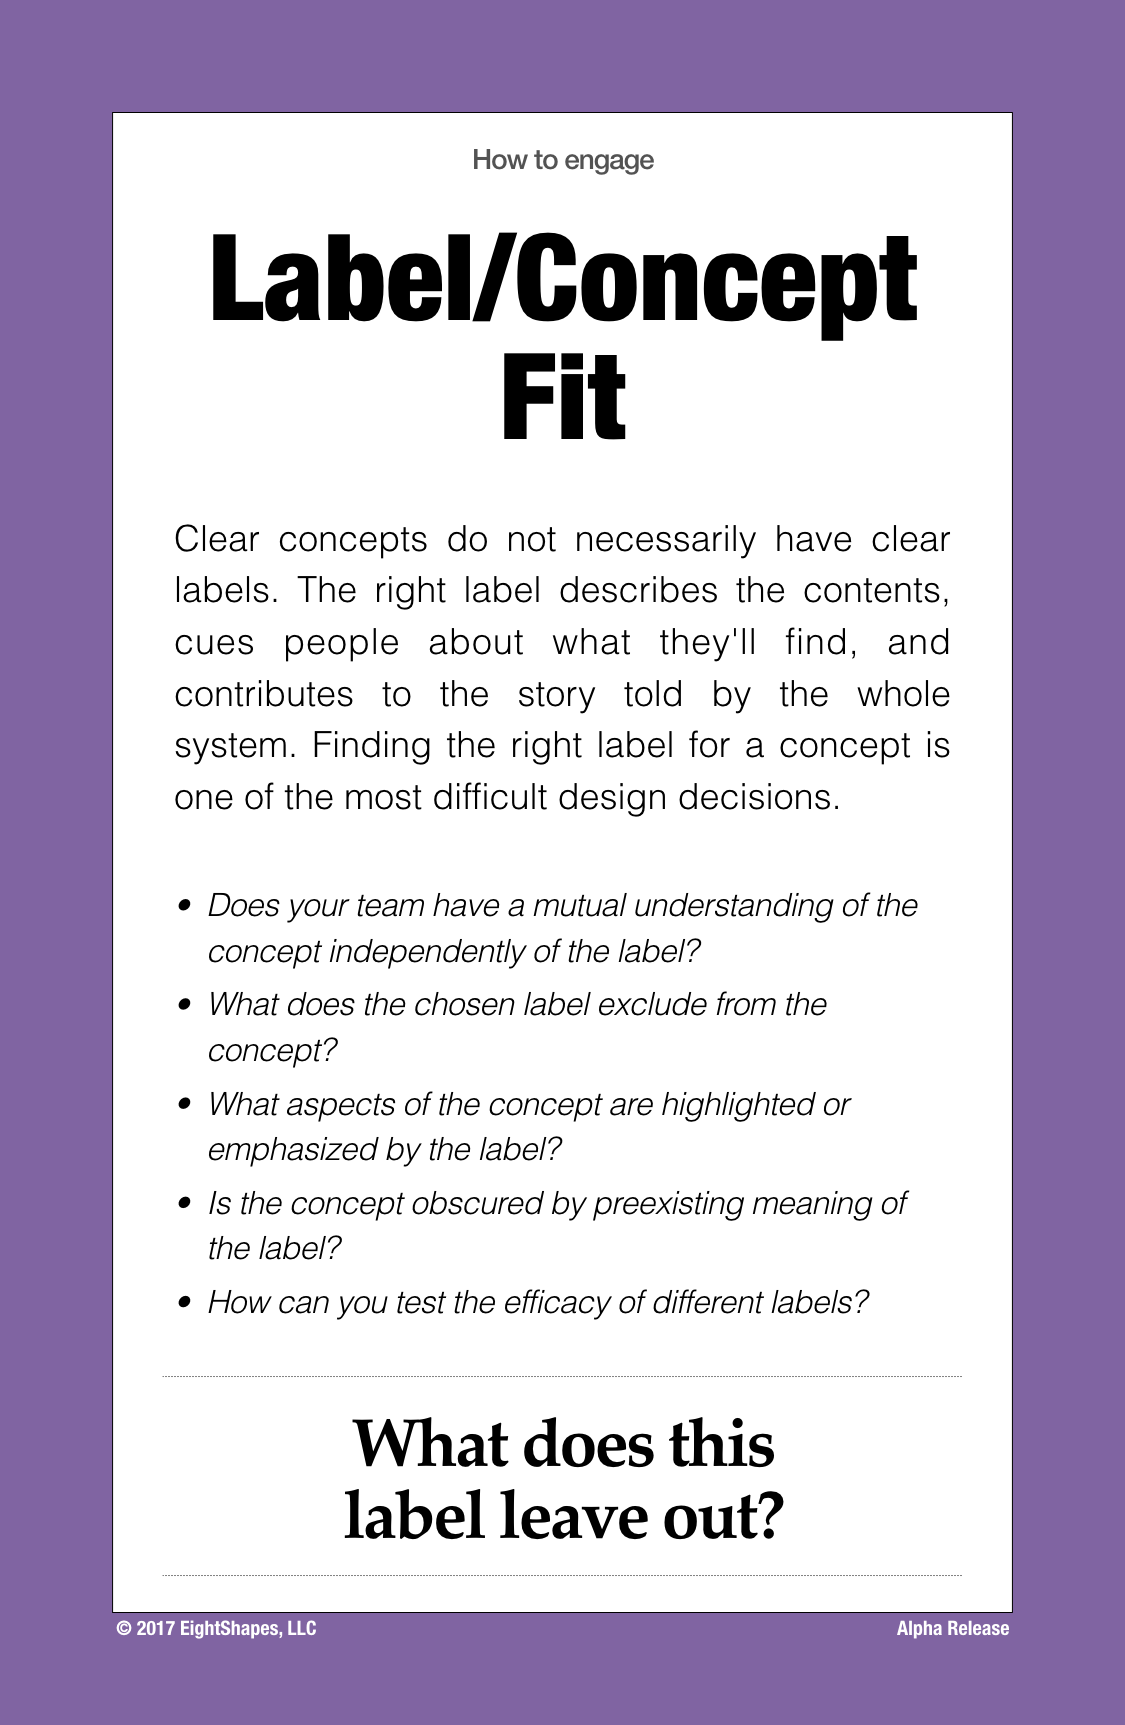 How to engage
Label/Concept
Fit
Clear concepts do not necessarily have clear
labels. The right label describes the contents,
cues people about what they'll find, and
contributes to the story told by the whole
system. Finding the right label for a concept is
one of the most difficult design decisions.
• Does your team have a mutual understanding of the
concept independently of the label?
• What does the chosen label exclude from the
concept?
• What aspects of the concept are highlighted or
emphasized by the label?
• Is the concept obscured by preexisting meaning of
the label?
• How can you test the efficacy of different labels?
What does this
label leave out?
© 2017 EightShapes, LLC
Alpha Release